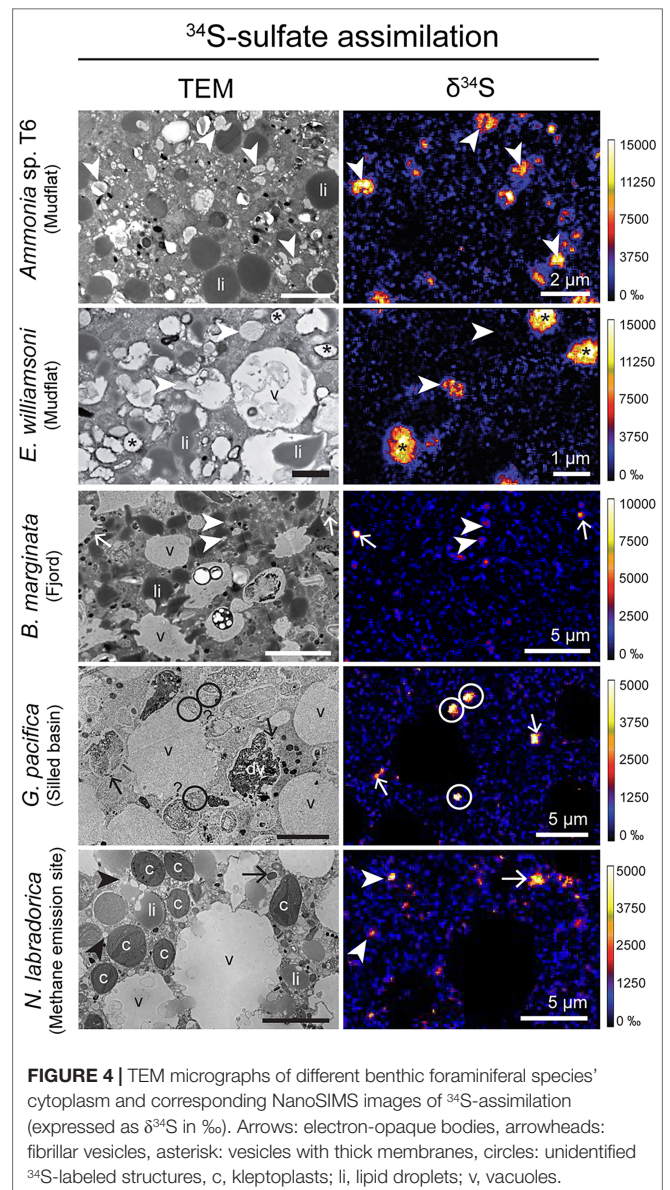 ³⁴S-sulfate assimilation
TEM
δ³⁴S
Ammonia sp. T6
(Mudflat)
li
li
2 µm
15000
11250
7500
3750
0 ‰
E. williamsoni
(Mudflat)
*
*
v
li
*
li
*
*
*
1 µm
15000
11250
7500
3750
0 ‰
B. marginata
(Fjord)
v
li
v
5 µm
10000
7500
5000
2500
0 ‰
G. pacifica
(Silled basin)
?
v
v
dv
?
v
5 µm
5000
3750
2500
1250
0 ‰
N. labradorica
(Methane emission site)
c
c
c
li
c
c
v
c
c
li
v
5 µm
5000
3750
2500
1250
0 ‰
FIGURE 4 | TEM micrographs of different benthic foraminiferal species’
cytoplasm and corresponding NanoSIMS images of ³⁴S-assimilation
(expressed as δ³⁴S in ‰). Arrows: electron-opaque bodies, arrowheads:
fibrillar vesicles, asterisk: vesicles with thick membranes, circles: unidentified
³⁴S-labeled structures, c, kleptoplasts; li, lipid droplets; v, vacuoles.